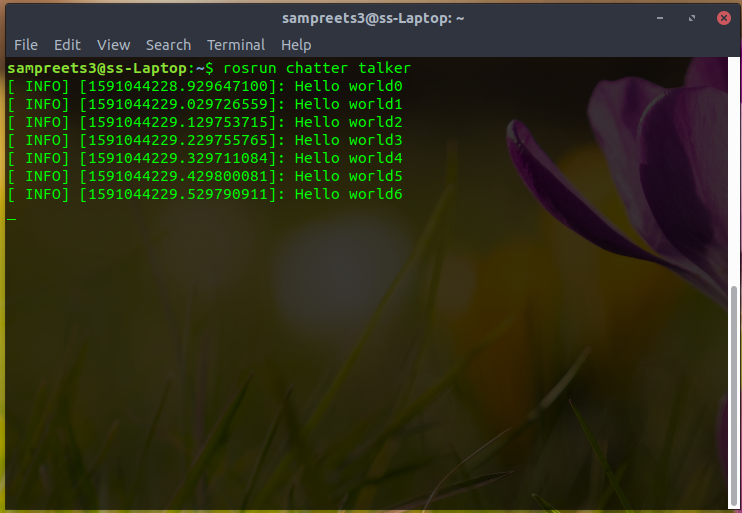 sampreets3@ss-Laptop: ~
File Edit View Search Terminal Help
sampreets3@ss-Laptop:~$ rosrun chatter talker
[ INFO] [1591044228.929647100]: Hello world0
[ INFO] [1591044229.029726559]: Hello world1
[ INFO] [1591044229.129753715]: Hello world2
[ INFO] [1591044229.229755765]: Hello world3
[ INFO] [1591044229.329711084]: Hello world4
[ INFO] [1591044229.429800081]: Hello world5
[ INFO] [1591044229.529790911]: Hello world6